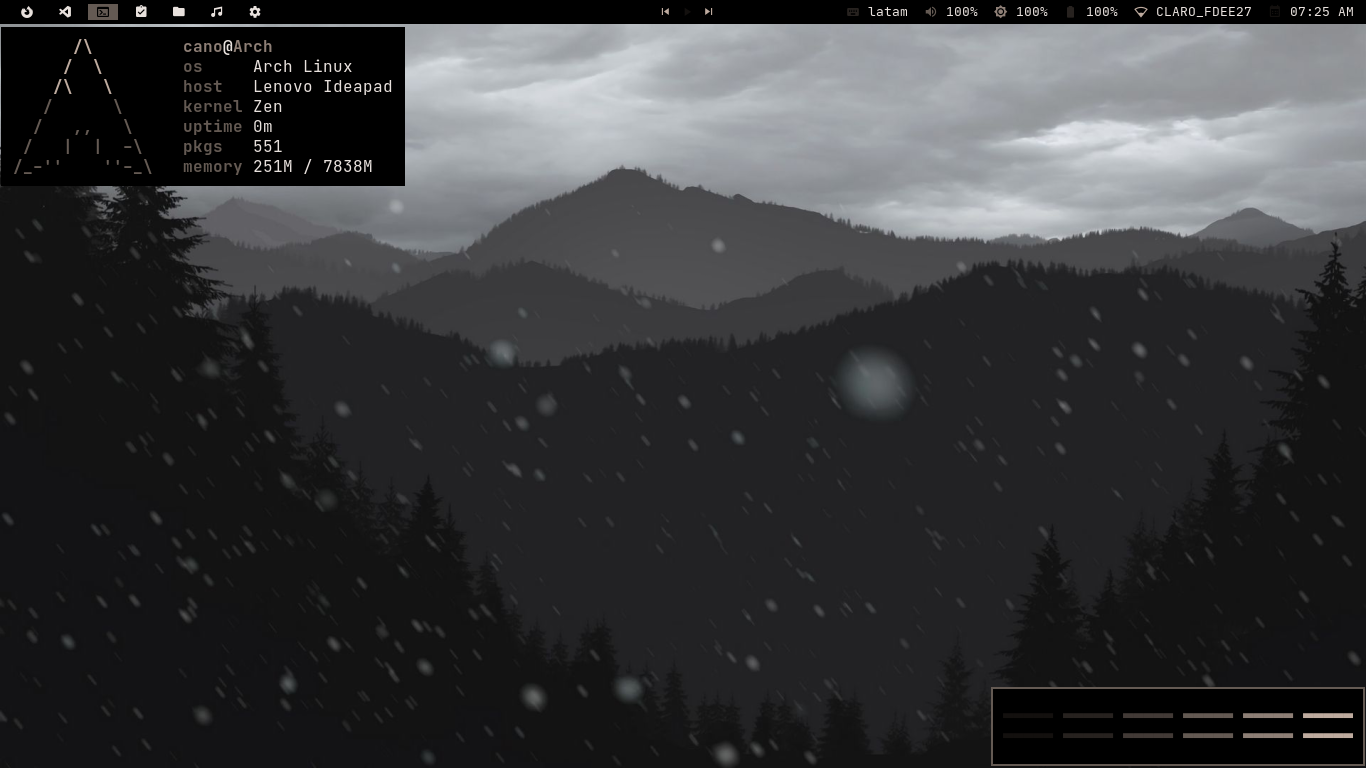 latam 100% 100% 100% CLARO_FDEE27 07:25 AM
cano@Arch
os Arch Linux
host Lenovo Ideapad
kernel Zen
uptime 0m
pkgs 551
memory 251M / 7838M